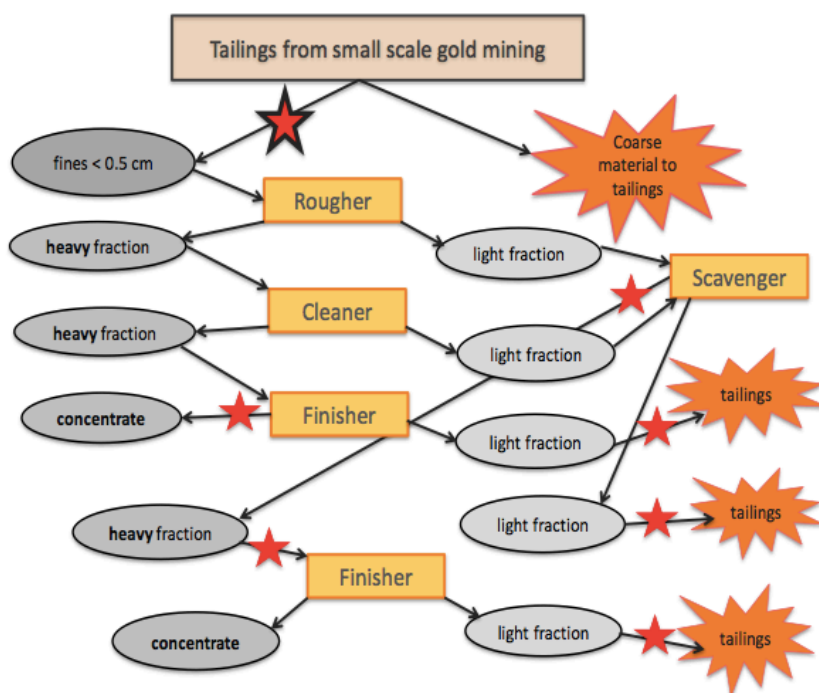 Tailings from small scale gold mining
fines < 0.5 cm
Coarse
material to
tailings
Rougher
heavy fraction
light fraction
Scavenger
Cleaner
heavy fraction
light fraction
tailings
concentrate
Finisher
light fraction
heavy fraction
light fraction
tailings
Finisher
concentrate
light fraction
tailings